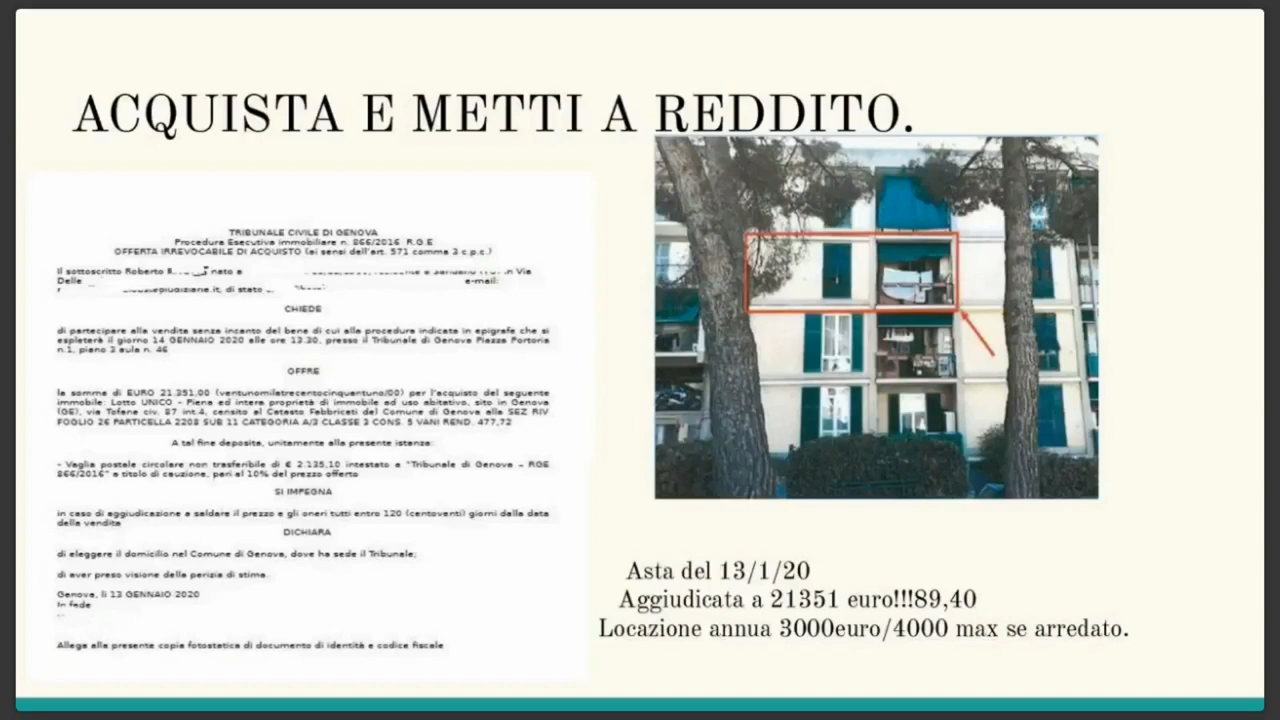 ACQUISTA E METTI A REDDITO.
TRIBUNALE CIVILE DI GENOVA
Procedura Esecutiva immobiliare n. 866/2016 R.G.E
OFFERTA IRREVOCABILE DI ACQUISTO (ai sensi dell'art. 571 comma 3 c.p.c.)
Il sottoscritto Roberto nato a in Via
Delle e-mail:
di stato
CHIEDE
di partecipare alla vendita senza incanto del bene di cui alla procedura indicata in epigrafe che si
espleterà il giorno 14 GENNAIO 2020 alle ore 13.30, presso il Tribunale di Genova Piazza Portoria
n.1, piano 3 aula n. 46
OFFRE
la somma di EURO 21.351,00 (ventunomilatrecentocinquantuno/00) per l'acquisto del seguente
immobile: Lotto UNICO - Piena ed intera proprietà di immobile ad uso abitativo, sito in Genova
(GE), via Tofane civ. 87 int.4, censito al Catasto Fabbricati del Comune di Genova alla SEZ RIV
FOGLIO 26 PARTICELLA 2208 SUB 11 CATEGORIA A/3 CLASSE 3 CONS. 5 VANI REND. 477,72
A tal fine deposita, unitamente alla presente istanza:
- Vaglia postale circolare non trasferibile di € 2.135,10 intestato a "Tribunale di Genova – RGE
866/2016" a titolo di cauzione, pari al 10% del prezzo offerto
SI IMPEGNA
in caso di aggiudicazione a saldare il prezzo e gli oneri tutti entro 120 (centoventi) giorni dalla data
della vendita
DICHIARA
di eleggere il domicilio nel Comune di Genova, dove ha sede il Tribunale;
di aver preso visione della perizia di stima.
Genova, li 13 GENNAIO 2020
In fede
Allega alla presente copia fotostatica di documento di identità e codice fiscale
Asta del 13/1/20
Aggiudicata a 21351 euro!!!89,40
Locazione annua 3000euro/4000 max se arredato.